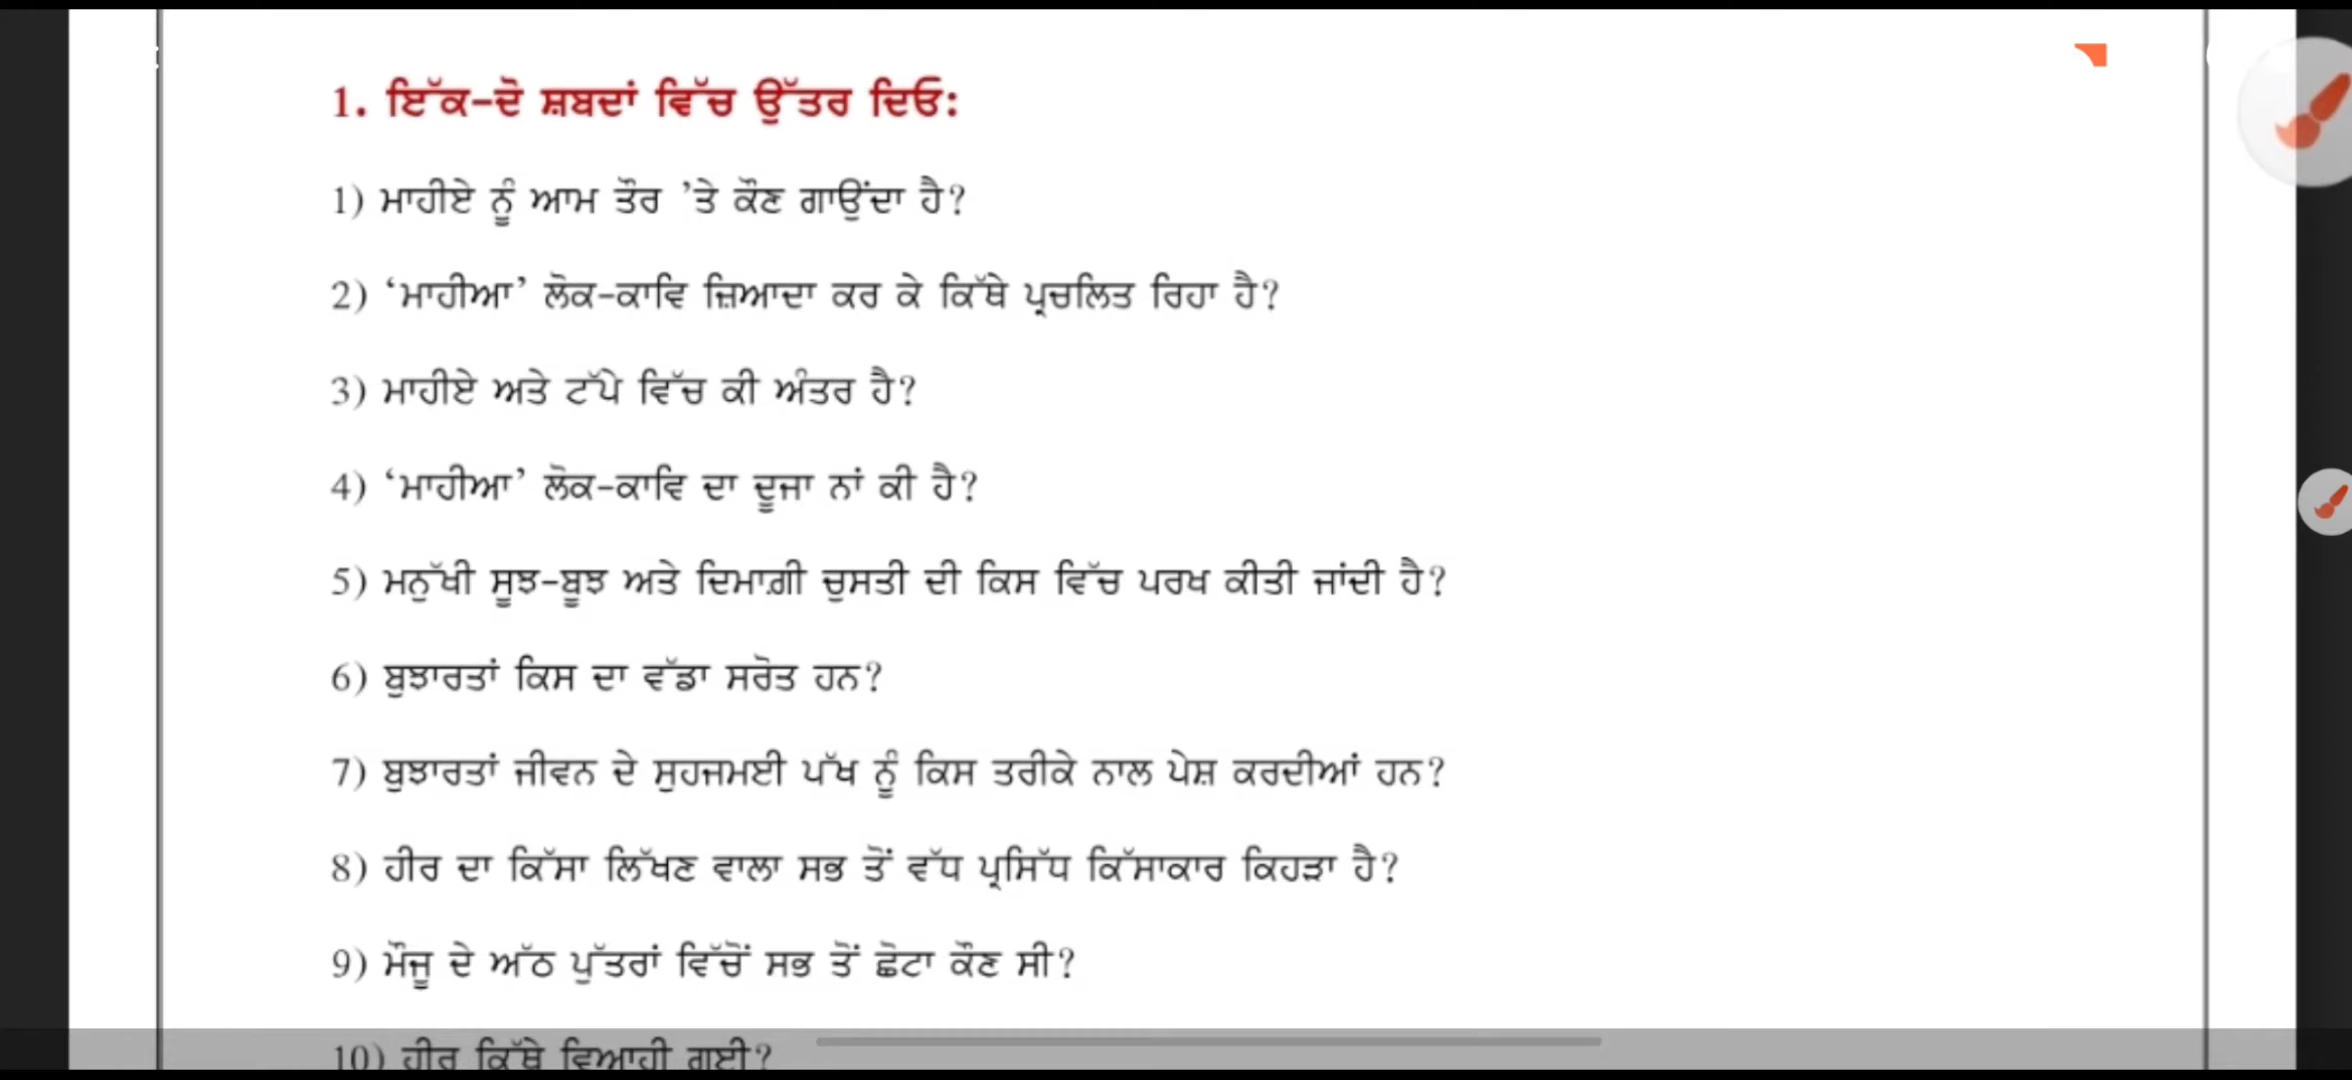 1. ਇੱਕ-ਦੋ ਸ਼ਬਦਾਂ ਵਿੱਚ ਉੱਤਰ ਦਿਓ:
1) ਮਾਹੀਏ ਨੂੰ ਆਮ ਤੌਰ ’ਤੇ ਕੌਣ ਗਾਉਂਦਾ ਹੈ?
2) ‘ਮਾਹੀਆ’ ਲੋਕ-ਕਾਵਿ ਜ਼ਿਆਦਾ ਕਰ ਕੇ ਕਿੱਥੇ ਪ੍ਰਚਲਿਤ ਰਿਹਾ ਹੈ?
3) ਮਾਹੀਏ ਅਤੇ ਟੱਪੇ ਵਿੱਚ ਕੀ ਅੰਤਰ ਹੈ?
4) ‘ਮਾਹੀਆ’ ਲੋਕ-ਕਾਵਿ ਦਾ ਦੂਜਾ ਨਾਂ ਕੀ ਹੈ?
5) ਮਨੁੱਖੀ ਸੂਝ-ਬੂਝ ਅਤੇ ਦਿਮਾਗ਼ੀ ਚੁਸਤੀ ਦੀ ਕਿਸ ਵਿੱਚ ਪਰਖ ਕੀਤੀ ਜਾਂਦੀ ਹੈ?
6) ਬੁਝਾਰਤਾਂ ਕਿਸ ਦਾ ਵੱਡਾ ਸਰੋਤ ਹਨ?
7) ਬੁਝਾਰਤਾਂ ਜੀਵਨ ਦੇ ਸੁਹਜਮਈ ਪੱਖ ਨੂੰ ਕਿਸ ਤਰੀਕੇ ਨਾਲ ਪੇਸ਼ ਕਰਦੀਆਂ ਹਨ?
8) ਹੀਰ ਦਾ ਕਿੱਸਾ ਲਿੱਖਣ ਵਾਲਾ ਸਭ ਤੋਂ ਵੱਧ ਪ੍ਰਸਿੱਧ ਕਿੱਸਾਕਾਰ ਕਿਹੜਾ ਹੈ?
9) ਮੌਜੂ ਦੇ ਅੱਠ ਪੁੱਤਰਾਂ ਵਿੱਚੋਂ ਸਭ ਤੋਂ ਛੋਟਾ ਕੌਣ ਸੀ?
10) ਹੀਰ ਕਿੱਥੇ ਵਿਆਹੀ ਗਈ?